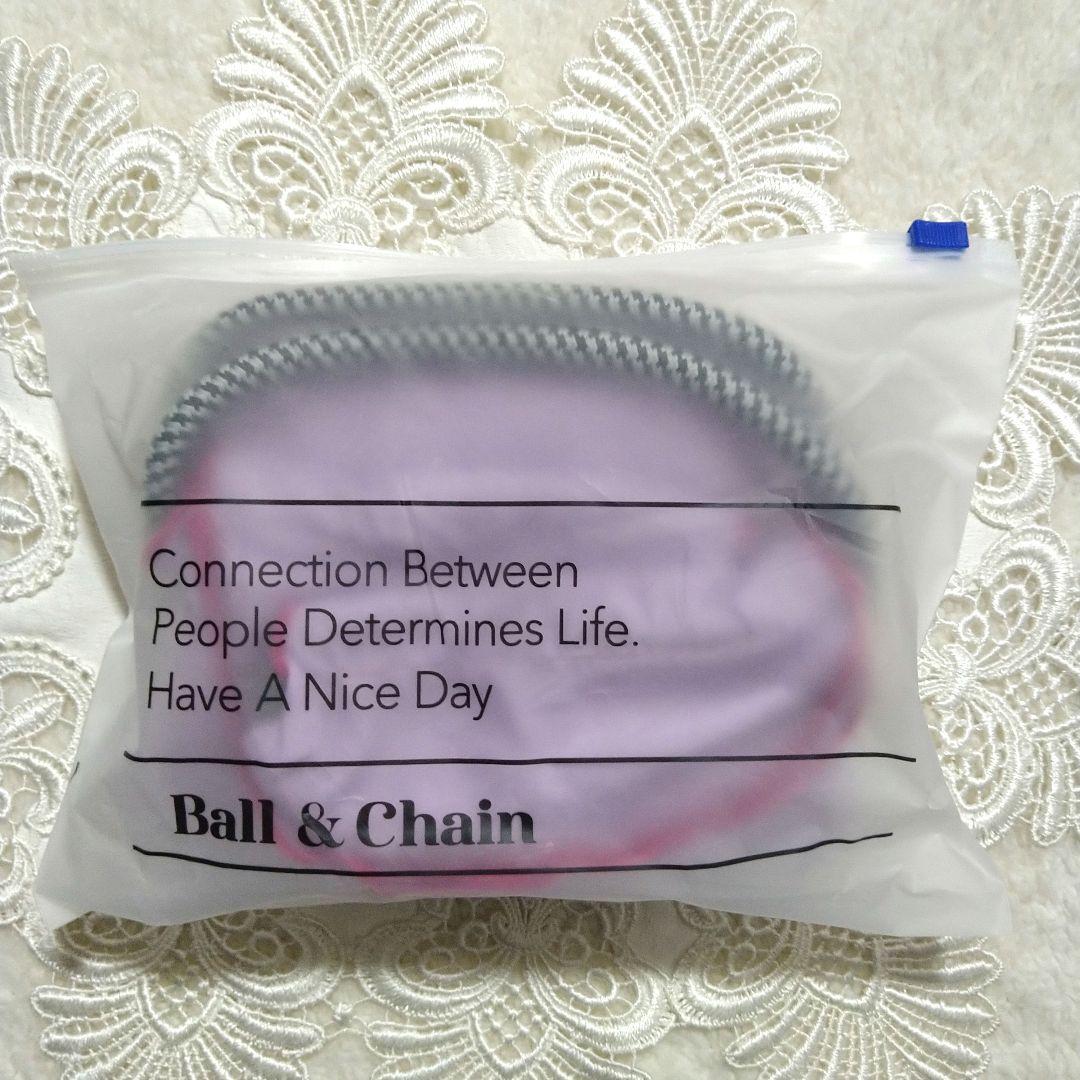 Connection Between
People Determines Life.
Have A Nice Day
Ball & Chain